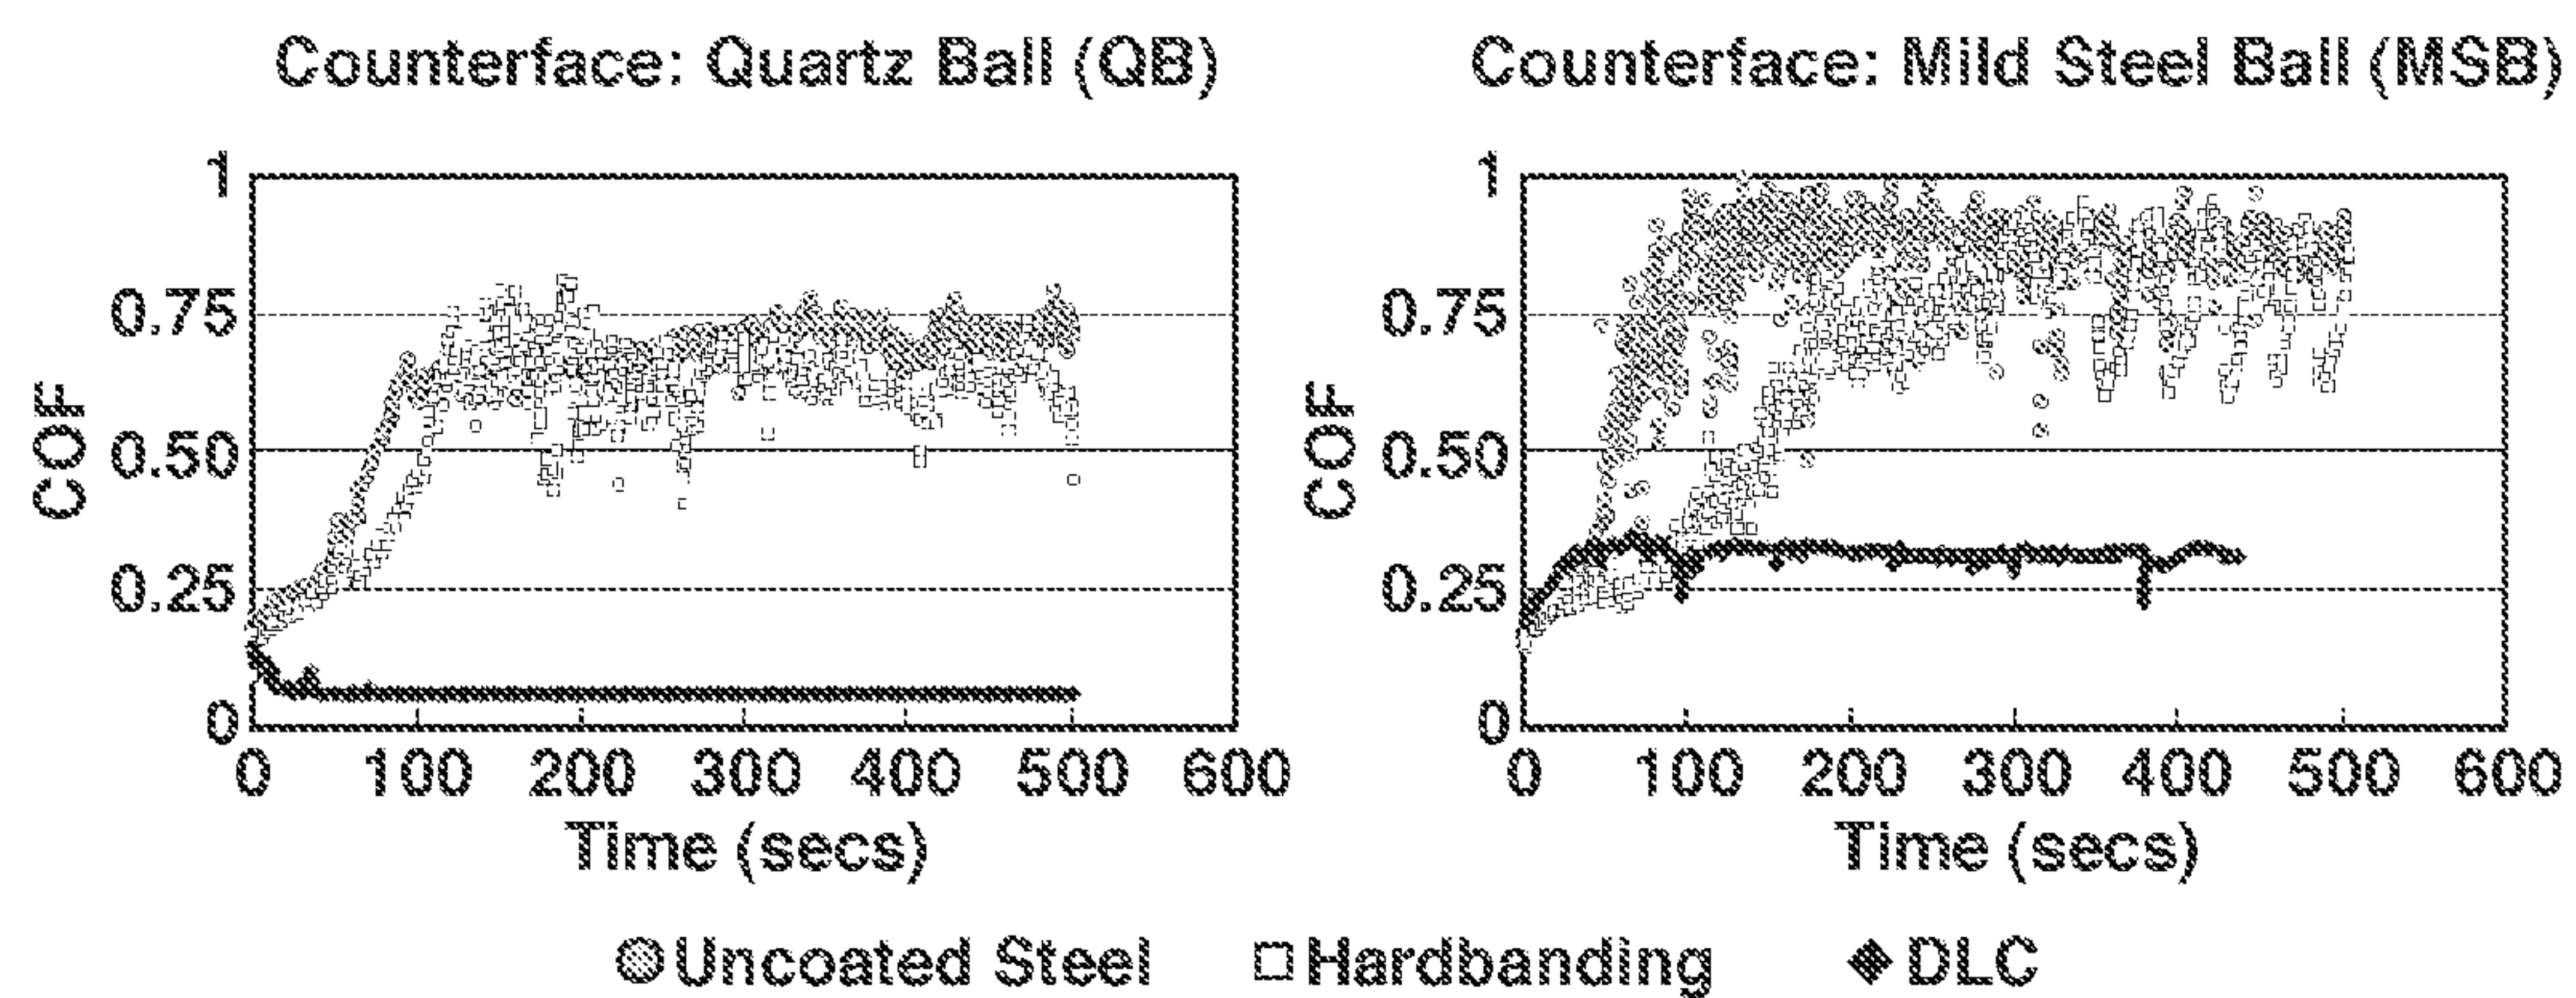 Counterface: Quartz Ball (QB)
COF
1
0.75
0.50
0.25
0
0 100 200 300 400 500 600
Time (secs)
Counterface: Mild Steel Ball (MSB)
COF
1
0.75
0.50
0.25
0
0 100 200 300 400 500 600
Time (secs)
Uncoated Steel Hardbanding DLC